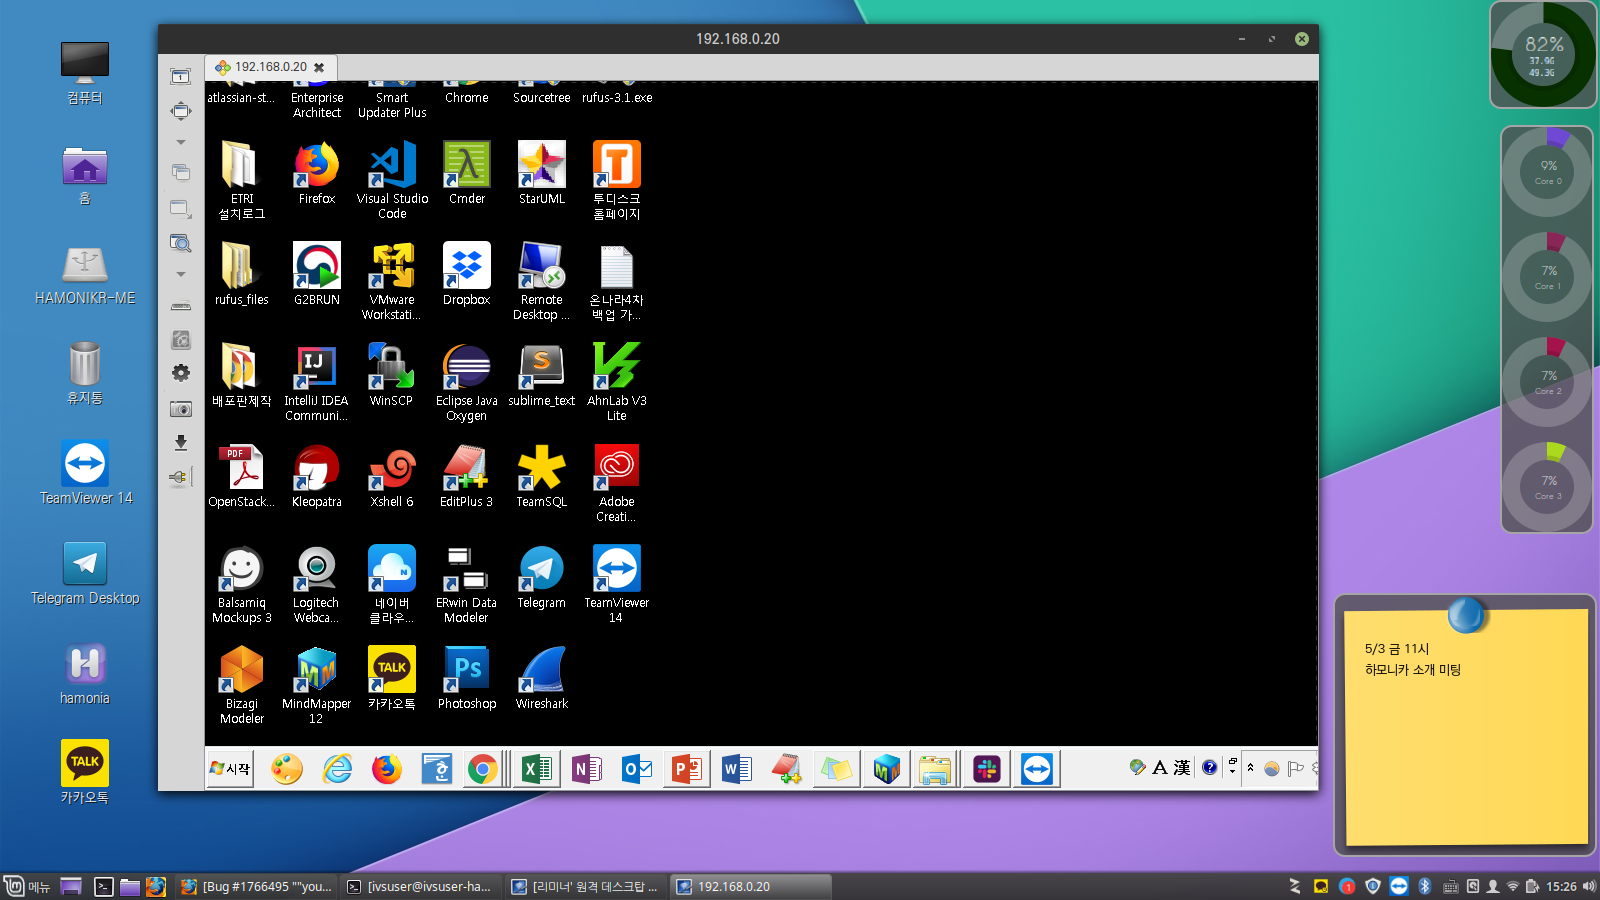 192.168.0.20
192.168.0.20
컴퓨터
홈
HAMONIKR-ME
휴지통
TeamViewer 14
Telegram Desktop
hamonia
TALK
카카오톡
atlassian-st...
Enterprise
Architect
Smart
Updater Plus
Chrome
Sourcetree
rufus-3.1.exe
ETRI
설치로그
Firefox
Visual Studio
Code
Cmder
StarUML
투디스크
홈페이지
rufus_files
G2BRUN
VMware
Workstati...
Dropbox
Remote
Desktop ...
온나라4차
백업 가...
배포판제작
IJ
IntelliJ IDEA
Communi...
WinSCP
Eclipse Java
Oxygen
S
sublime_text
AhnLab V3
Lite
PDF
OpenStack...
Kleopatra
Xshell 6
EditPlus 3
TeamSQL
Adobe
Creati...
Balsamiq
Mockups 3
Logitech
Webca...
N
네이버
클라우...
ERwin Data
Modeler
Telegram
TeamViewer
14
Bizagi
Modeler
MindMapper
12
TALK
카카오톡
Ps
Photoshop
Wireshark
시작
A 漢
82%
37.9G
49.3G
9%
Core 0
7%
Core 1
7%
Core 2
7%
Core 3
5/3 금 11시
하모니카 소개 미팅
메뉴
[Bug #1766495 ""you...
[ivsuser@ivsuser-ha...
[리미너' 원격 데스크탑 ...
192.168.0.20
15:26